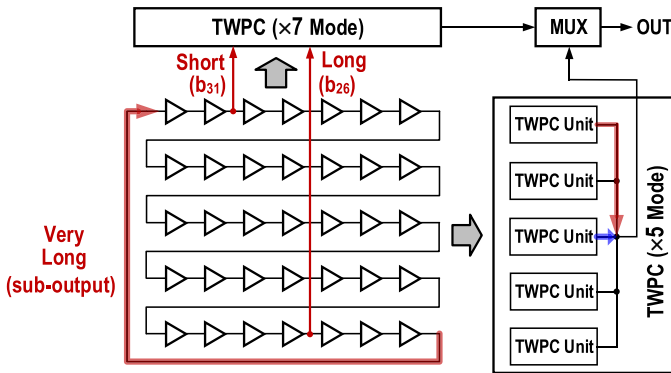 TWPC (×7 Mode)
MUX
OUT
Short
(b31)
Long
(b26)
TWPC Unit
TWPC Unit
TWPC Unit
TWPC Unit
TWPC Unit
TWPC (×5 Mode)
Very
Long
(sub-output)